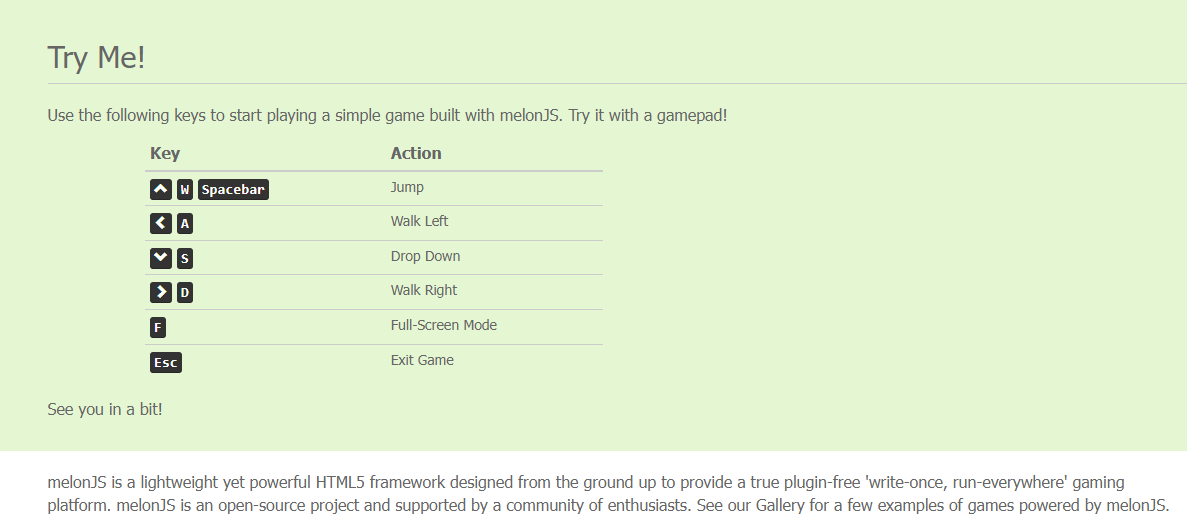 Try Me!
Use the following keys to start playing a simple game built with melonJS. Try it with a gamepad!
Key Action
W Spacebar Jump
A Walk Left
S Drop Down
D Walk Right
F Full-Screen Mode
Esc Exit Game
See you in a bit!
melonJS is a lightweight yet powerful HTML5 framework designed from the ground up to provide a true plugin-free 'write-once, run-everywhere' gaming
platform. melonJS is an open-source project and supported by a community of enthusiasts. See our Gallery for a few examples of games powered by melonJS.